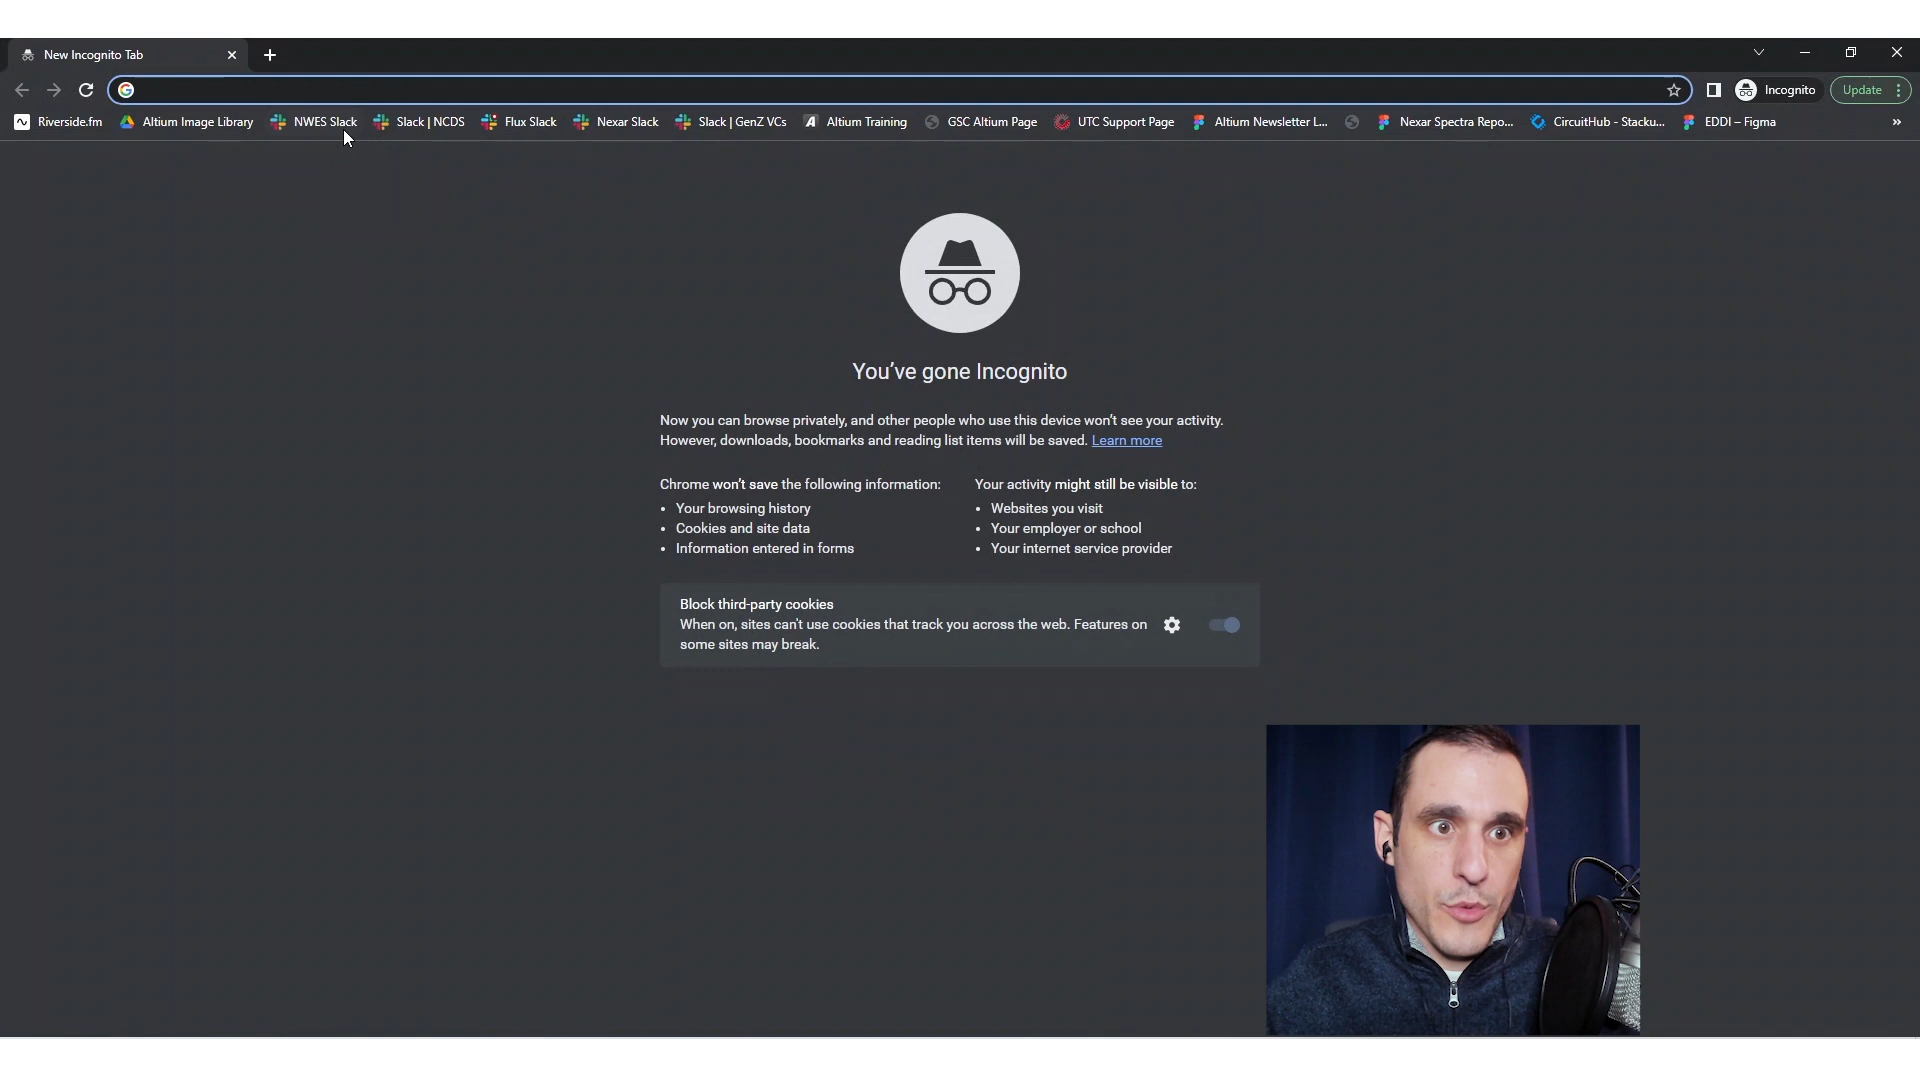 New Incognito Tab
Incognito
Update
Riverside.fm
Altium Image Library
NWES Slack
Slack | NCDS
Flux Slack
Nexar Slack
Slack | GenZ VCs
Altium Training
GSC Altium Page
UTC Support Page
Altium Newsletter L...
Nexar Spectra Repo...
CircuitHub - Stacku...
EDDI – Figma
»
You've gone Incognito
Now you can browse privately, and other people who use this device won't see your activity.
However, downloads, bookmarks and reading list items will be saved. Learn more
Chrome won't save the following information:
• Your browsing history
• Cookies and site data
• Information entered in forms
Your activity might still be visible to:
• Websites you visit
• Your employer or school
• Your internet service provider
Block third-party cookies
When on, sites can't use cookies that track you across the web. Features on
some sites may break.